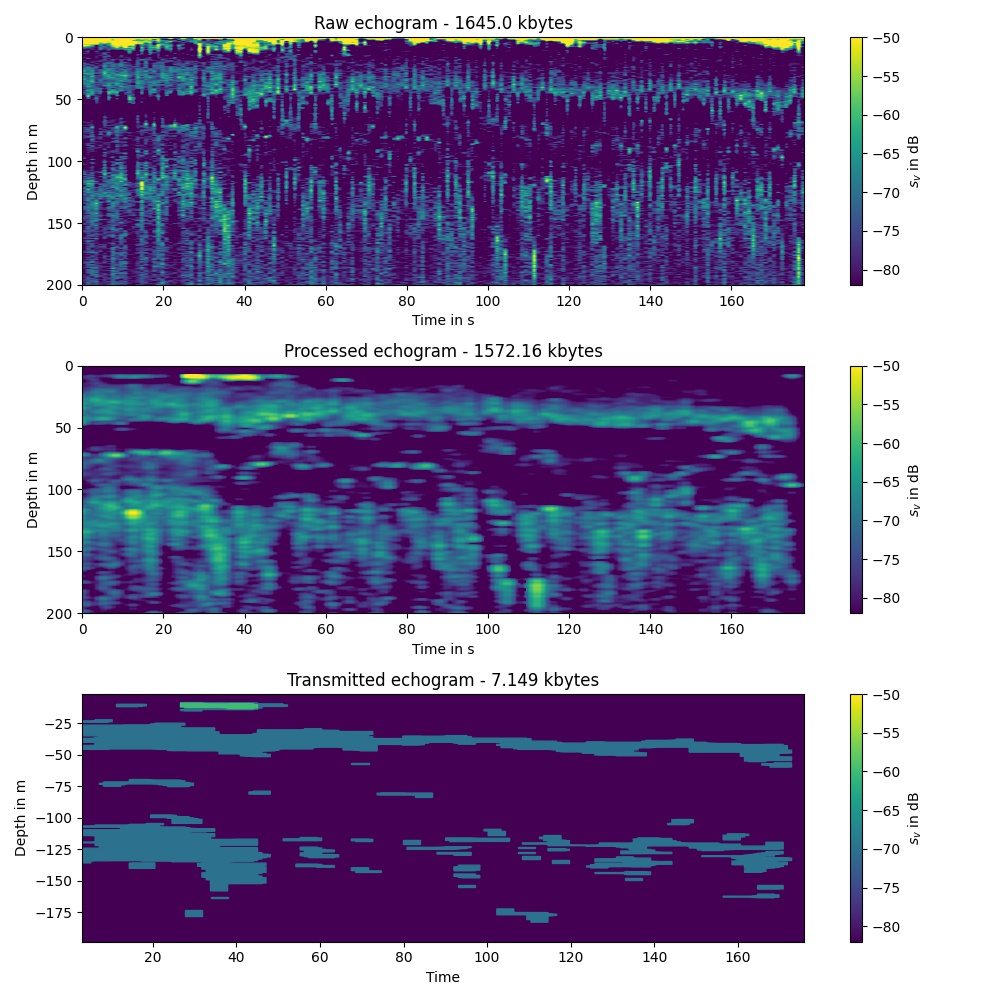 Raw echogram - 1645.0 kbytes
0
50
100
150
200
Depth in m
0 20 40 60 80 100 120 140 160
Time in s
−50
−55
−60
−65
−70
−75
−80
s_v in dB
Processed echogram - 1572.16 kbytes
0
50
100
150
200
Depth in m
0 20 40 60 80 100 120 140 160
Time in s
−50
−55
−60
−65
−70
−75
−80
s_v in dB
Transmitted echogram - 7.149 kbytes
−25
−50
−75
−100
−125
−150
−175
Depth in m
20 40 60 80 100 120 140 160
Time
−50
−55
−60
−65
−70
−75
−80
s_v in dB